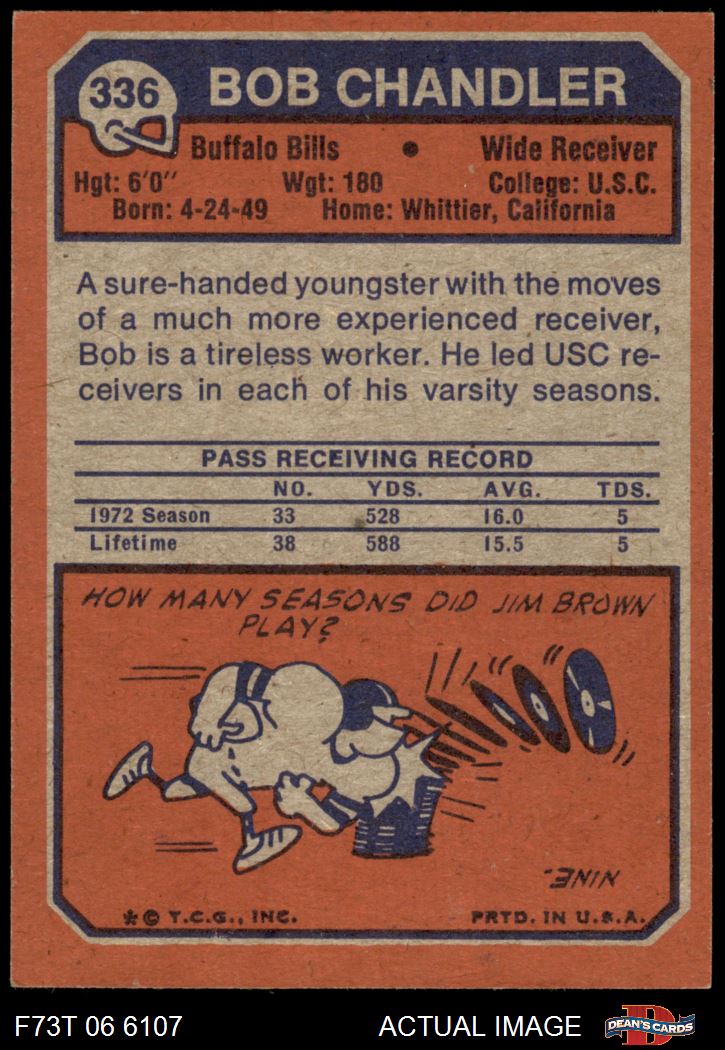 336
BOB CHANDLER
Buffalo Bills • Wide Receiver
Hgt: 6'0" Wgt: 180 College: U.S.C.
Born: 4-24-49 Home: Whittier, California
A sure-handed youngster with the moves
of a much more experienced receiver,
Bob is a tireless worker. He led USC re-
ceivers in each of his varsity seasons.
PASS RECEIVING RECORD
NO. YDS. AVG. TDS.
1972 Season 33 528 16.0 5
Lifetime 38 588 15.5 5
HOW MANY SEASONS DID JIM BROWN
PLAY?
NINE.
*© T.C.G., INC. PRTD. IN U.S.A.
F73T 06 6107 ACTUAL IMAGE
D
DEAN'S CARDS